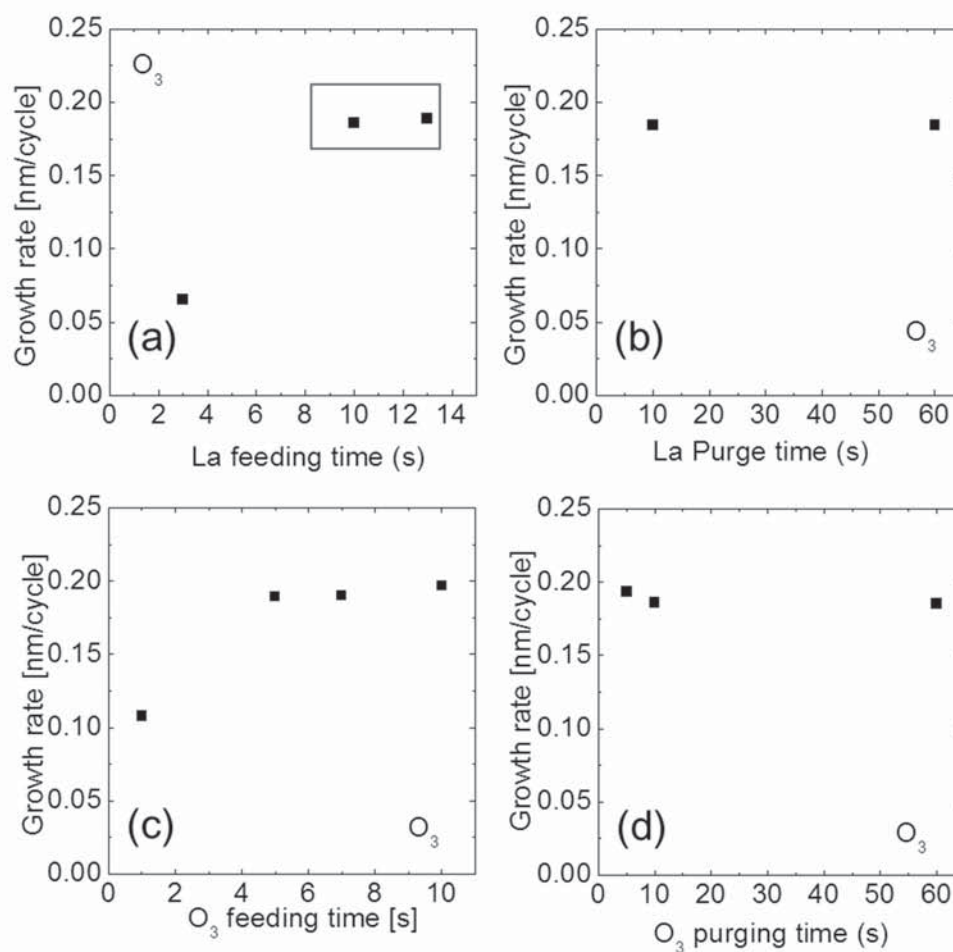 0.25
0.20
0.15
0.10
0.05
0.00
Growth rate [nm/cycle]
O3
(a)
0 2 4 6 8 10 12 14
La feeding time (s)
0.25
0.20
0.15
0.10
0.05
0.00
Growth rate [nm/cycle]
(b)
O3
0 10 20 30 40 50 60
La Purge time (s)
0.25
0.20
0.15
0.10
0.05
0.00
Growth rate [nm/cycle]
(c)
O3
0 2 4 6 8 10
O3 feeding time [s]
0.25
0.20
0.15
0.10
0.05
0.00
Growth rate [nm/cycle]
(d)
O3
0 10 20 30 40 50 60
O3 purging time (s)